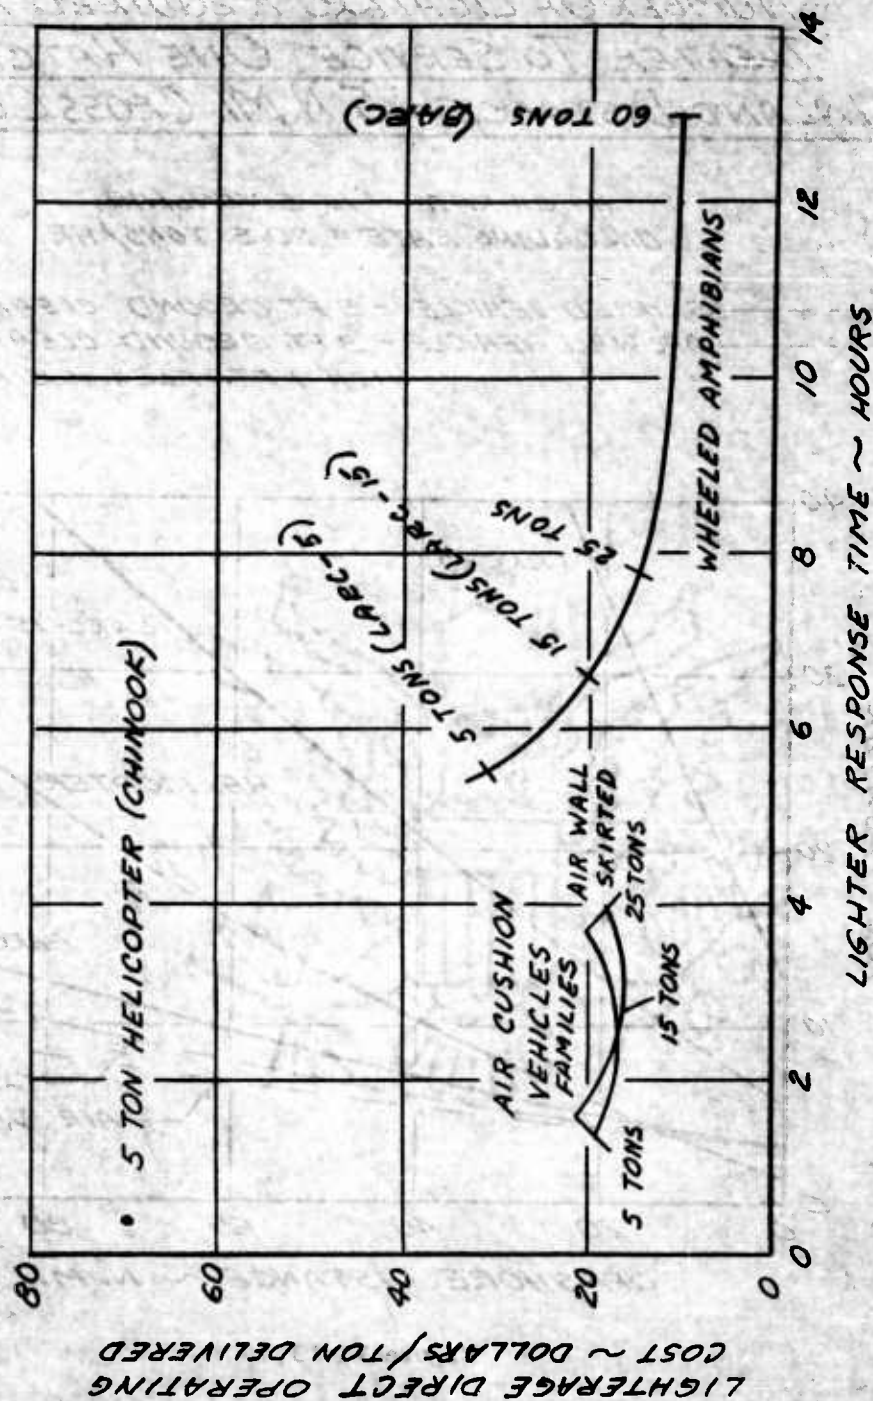 LIGHTERAGE DIRECT OPERATING
COST ~ DOLLARS/TON DELIVERED
80
60
40
20
0
• 5 TON HELICOPTER (CHINOOK)
5 TONS (LARC-5)
15 TONS (LARC-15)
25 TONS
60 TONS (BARC)
WHEELED AMPHIBIANS
AIR CUSHION
VEHICLES
FAMILIES
AIR WALL
SKIRTED
25 TONS
15 TONS
5 TONS
0 2 4 6 8 10 12 14
LIGHTER RESPONSE TIME ~ HOURS